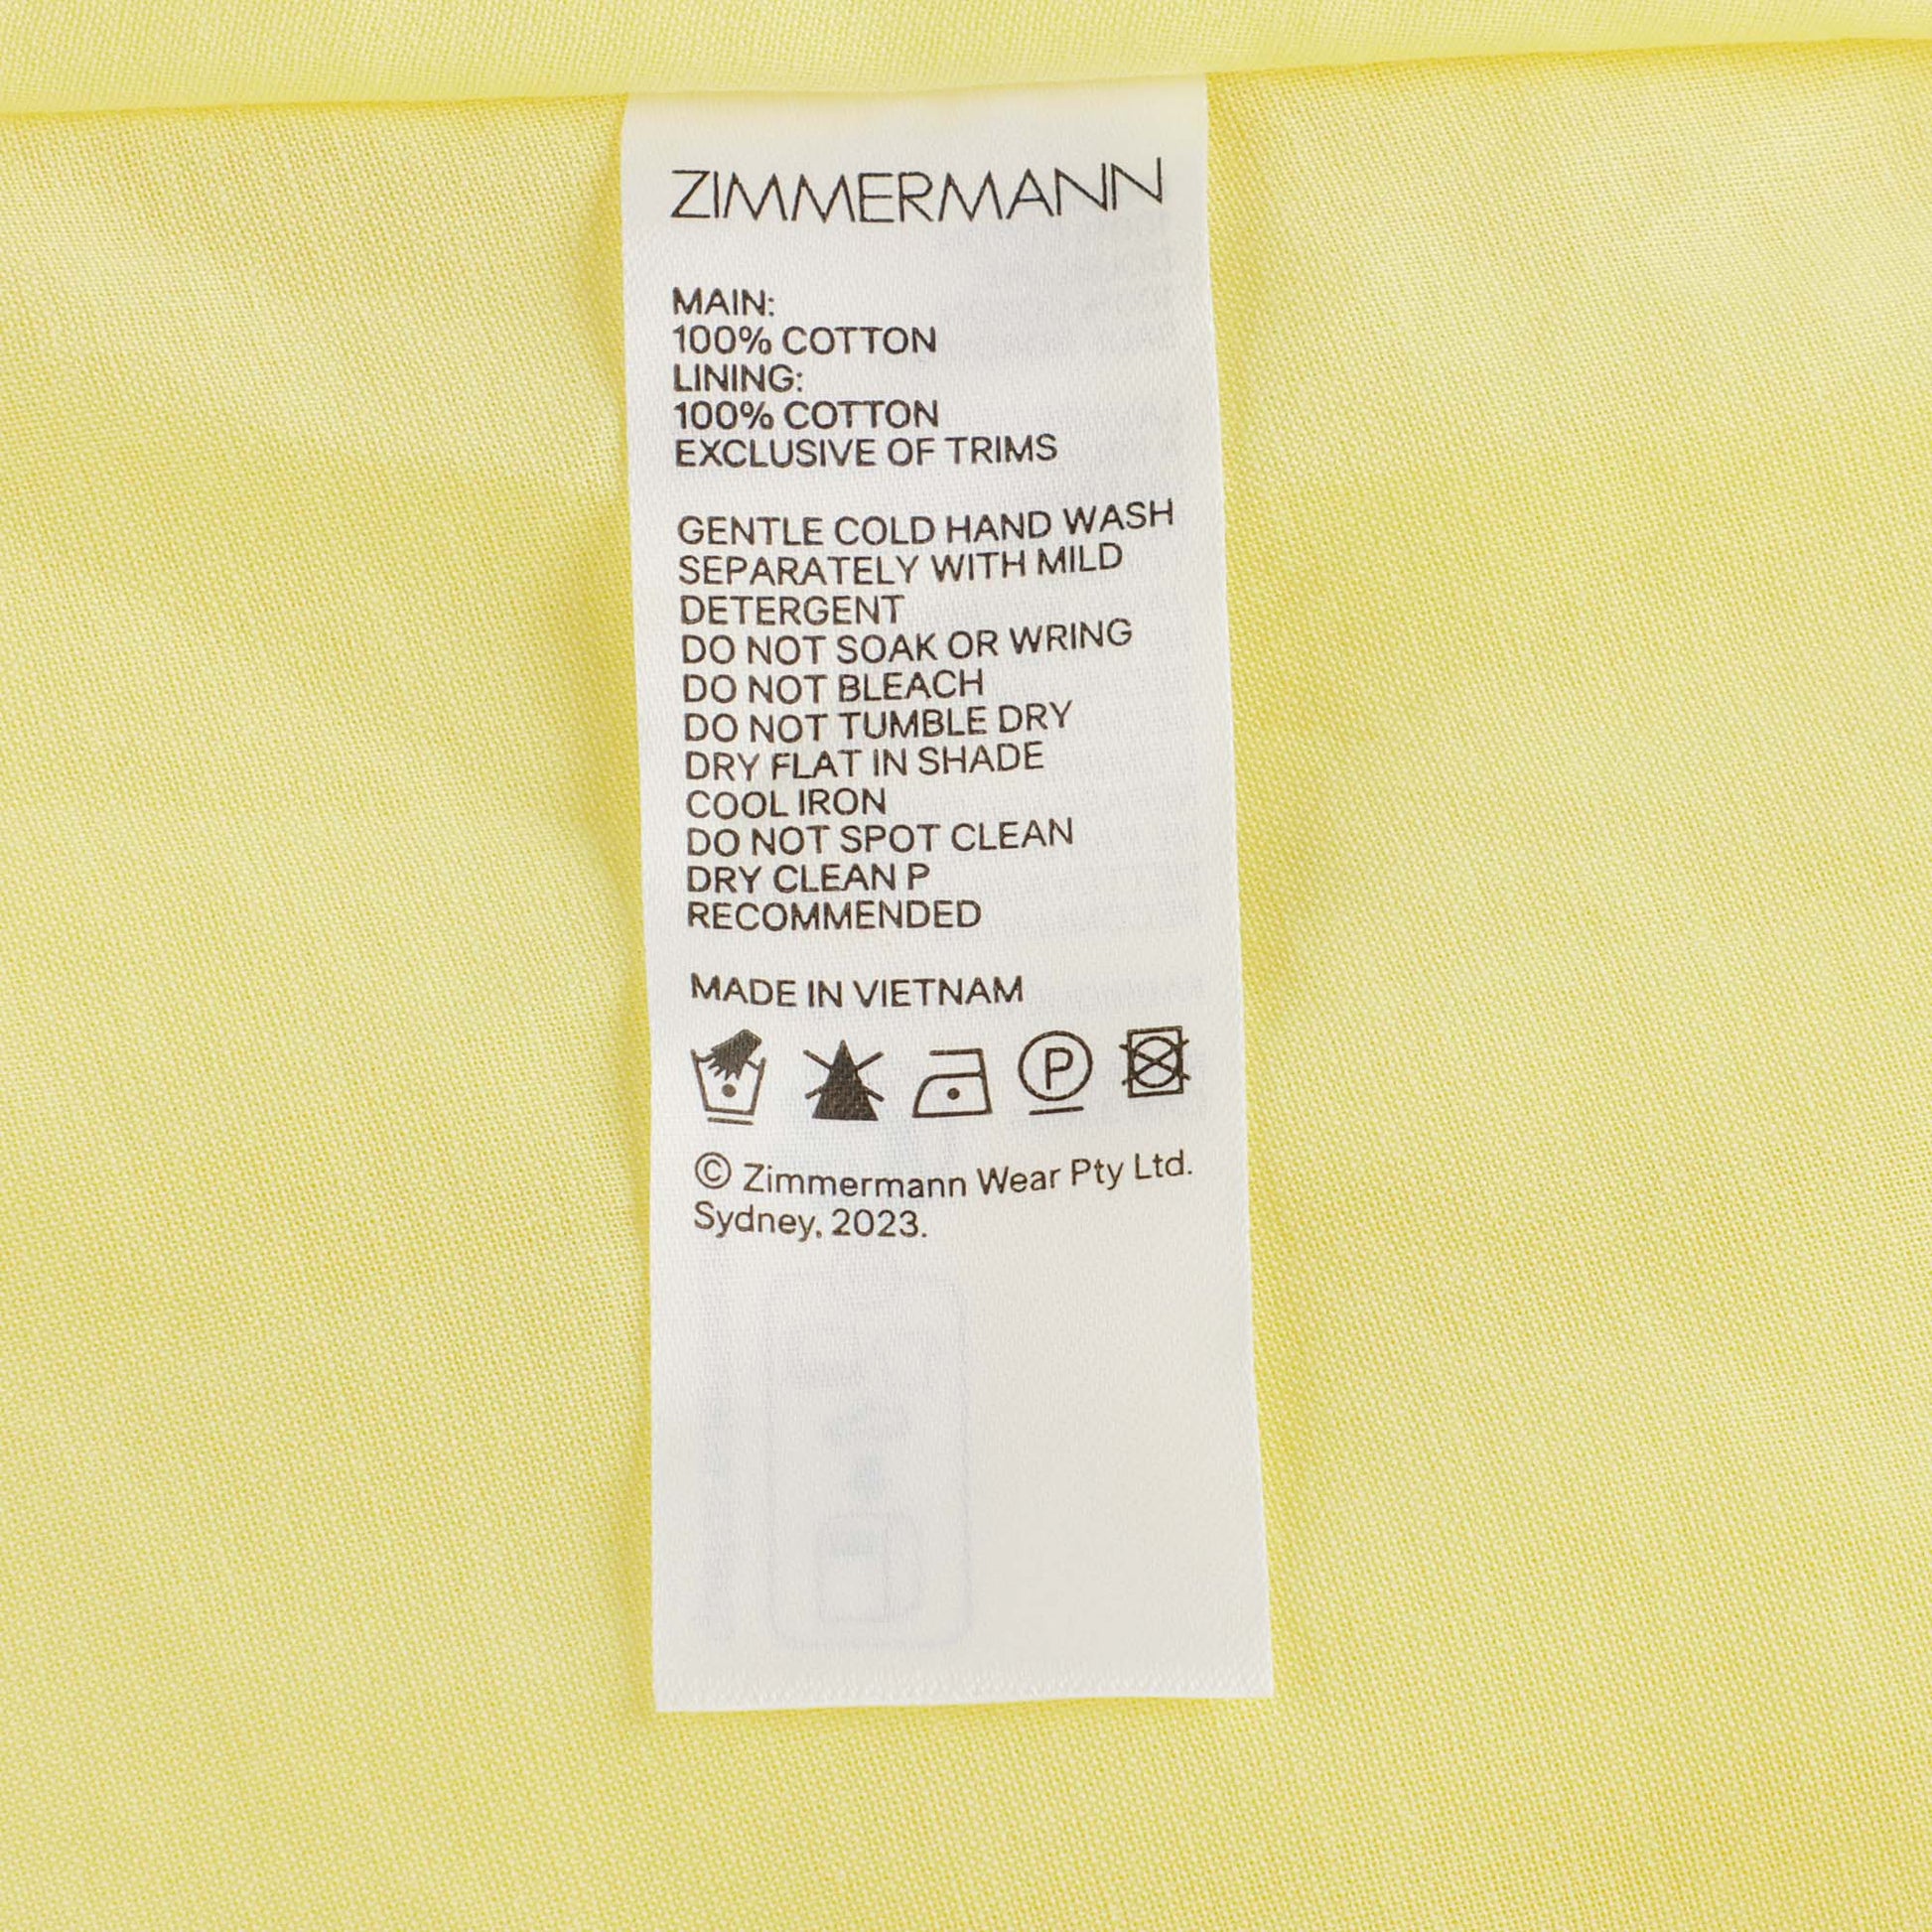 ZIMMERMANN
MAIN:
100% COTTON
LINING:
100% COTTON
EXCLUSIVE OF TRIMS
GENTLE COLD HAND WASH
SEPARATELY WITH MILD
DETERGENT
DO NOT SOAK OR WRING
DO NOT BLEACH
DO NOT TUMBLE DRY
DRY FLAT IN SHADE
COOL IRON
DO NOT SPOT CLEAN
DRY CLEAN P
RECOMMENDED
MADE IN VIETNAM
P
© Zimmermann Wear Pty Ltd.
Sydney, 2023.